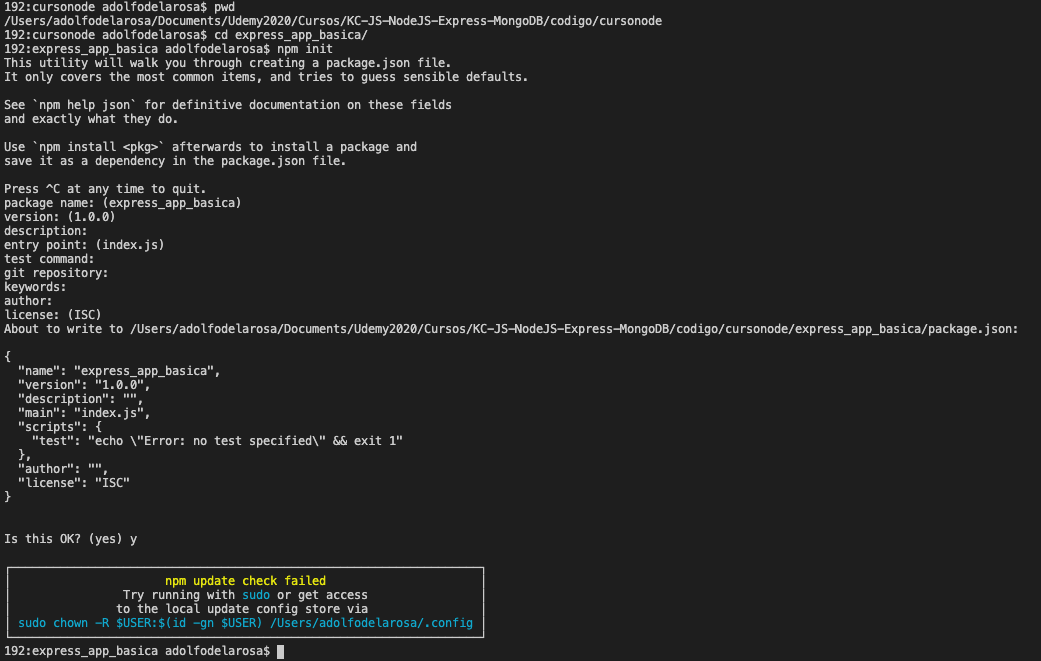 192:cursonode adolfodelarosa$ pwd
/Users/adolfodelarosa/Documents/Udemy2020/Cursos/KC-JS-NodeJS-Express-MongoDB/codigo/cursonode
192:cursonode adolfodelarosa$ cd express_app_basica/
192:express_app_basica adolfodelarosa$ npm init
This utility will walk you through creating a package.json file.
It only covers the most common items, and tries to guess sensible defaults.

See `npm help json` for definitive documentation on these fields
and exactly what they do.

Use `npm install <pkg>` afterwards to install a package and
save it as a dependency in the package.json file.

Press ^C at any time to quit.
package name: (express_app_basica)
version: (1.0.0)
description:
entry point: (index.js)
test command:
git repository:
keywords:
author:
license: (ISC)
About to write to /Users/adolfodelarosa/Documents/Udemy2020/Cursos/KC-JS-NodeJS-Express-MongoDB/codigo/cursonode/express_app_basica/package.json:

{
  "name": "express_app_basica",
  "version": "1.0.0",
  "description": "",
  "main": "index.js",
  "scripts": {
    "test": "echo \"Error: no test specified\" && exit 1"
  },
  "author": "",
  "license": "ISC"
}

Is this OK? (yes) y

npm update check failed
Try running with sudo or get access
to the local update config store via
sudo chown -R $USER:$(id -gn $USER) /Users/adolfodelarosa/.config
192:express_app_basica adolfodelarosa$